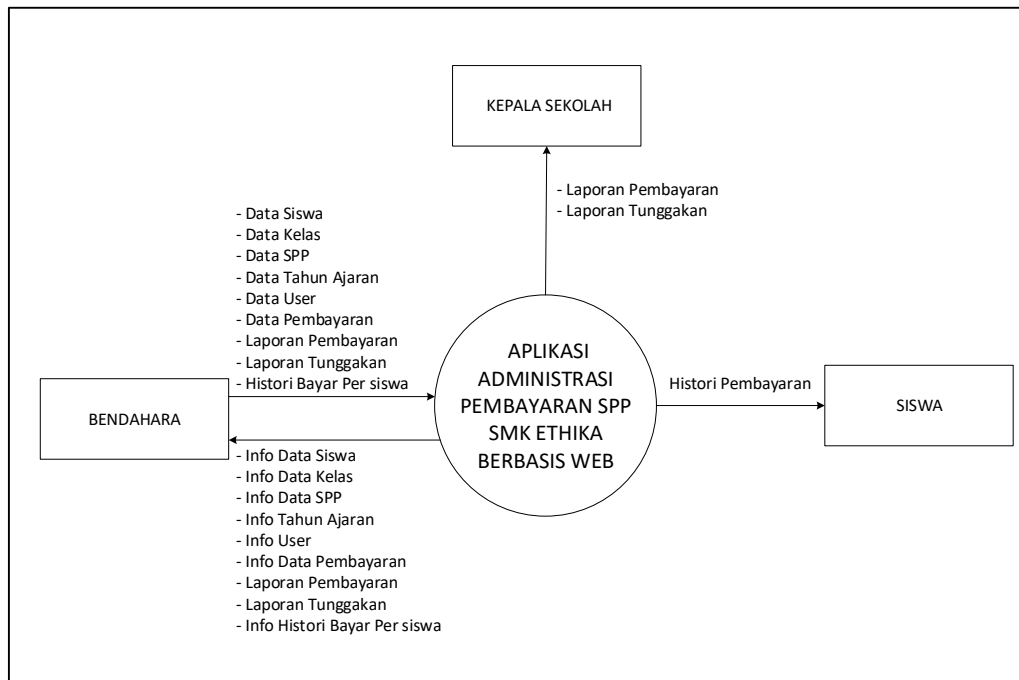 KEPALA SEKOLAH
- Laporan Pembayaran
- Laporan Tunggakan
- Data Siswa
- Data Kelas
- Data SPP
- Data Tahun Ajaran
- Data User
- Data Pembayaran
- Laporan Pembayaran
- Laporan Tunggakan
- Histori Bayar Per siswa
BENDAHARA
APLIKASI
ADMINISTRASI
PEMBAYARAN SPP
SMK ETHIKA
BERBASIS WEB
Histori Pembayaran
SISWA
- Info Data Siswa
- Info Data Kelas
- Info Data SPP
- Info Tahun Ajaran
- Info User
- Info Data Pembayaran
- Laporan Pembayaran
- Laporan Tunggakan
- Info Histori Bayar Per siswa